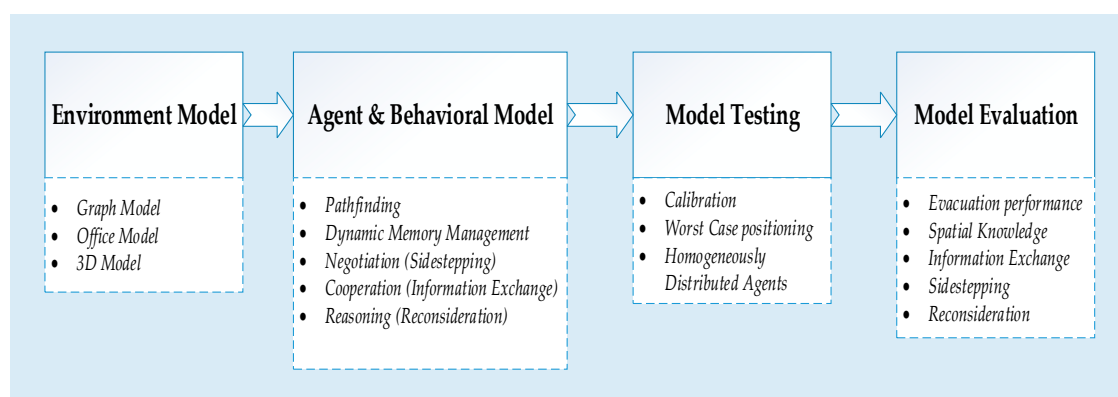 Environment Model
• Graph Model
• Office Model
• 3D Model
Agent & Behavioral Model
• Pathfinding
• Dynamic Memory Management
• Negotiation (Sidestepping)
• Cooperation (Information Exchange)
• Reasoning (Reconsideration)
Model Testing
• Calibration
• Worst Case positioning
• Homogeneously
Distributed Agents
Model Evaluation
• Evacuation performance
• Spatial Knowledge
• Information Exchange
• Sidestepping
• Reconsideration